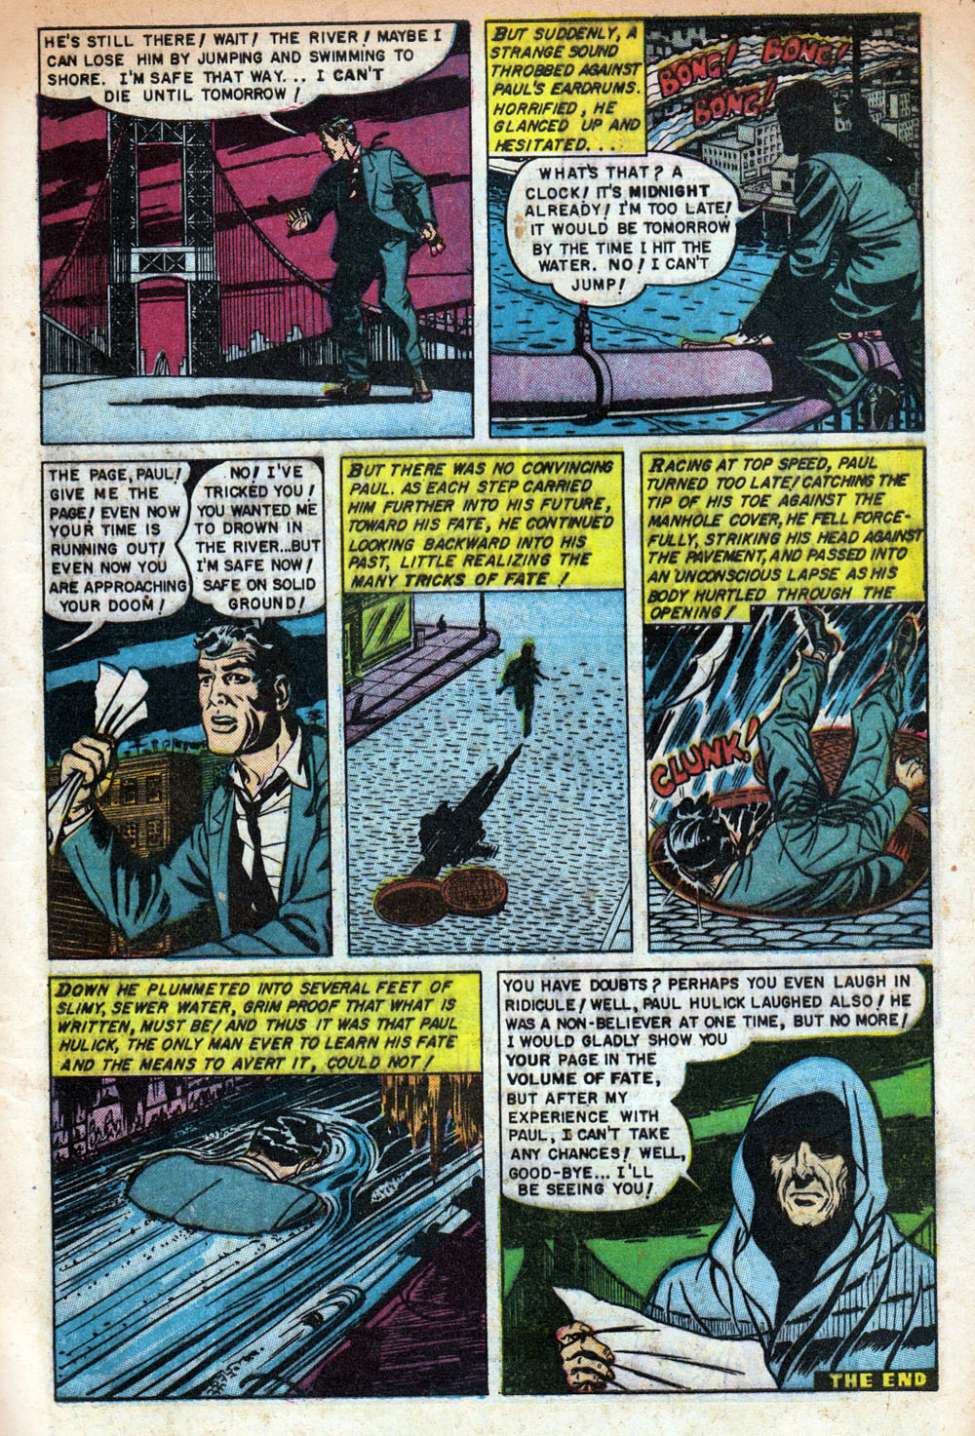 HE'S STILL THERE! WAIT! THE RIVER! MAYBE I
CAN LOSE HIM BY JUMPING AND SWIMMING TO
SHORE. I'M SAFE THAT WAY... I CAN'T
DIE UNTIL TOMORROW!
BUT SUDDENLY, A
STRANGE SOUND
THROBBED AGAINST
PAUL'S EARDRUMS.
HORRIFIED, HE
GLANCED UP AND
HESITATED...
BONG! BONG!
BONG!
WHAT'S THAT? A
CLOCK! IT'S MIDNIGHT
ALREADY! I'M TOO LATE!
IT WOULD BE TOMORROW
BY THE TIME I HIT THE
WATER. NO! I CAN'T
JUMP!
THE PAGE, PAUL!
GIVE ME THE
PAGE! EVEN NOW
YOUR TIME IS
RUNNING OUT!
EVEN NOW YOU
ARE APPROACHING
YOUR DOOM!
NO! I'VE
TRICKED YOU!
YOU WANTED ME
TO DROWN IN
THE RIVER...BUT
I'M SAFE NOW!
SAFE ON SOLID
GROUND!
BUT THERE WAS NO CONVINCING
PAUL. AS EACH STEP CARRIED
HIM FURTHER INTO HIS FUTURE,
TOWARD HIS FATE, HE CONTINUED
LOOKING BACKWARD INTO HIS
PAST, LITTLE REALIZING THE
MANY TRICKS OF FATE!
RACING AT TOP SPEED, PAUL
TURNED TOO LATE! CATCHING THE
TIP OF HIS TOE AGAINST THE
MANHOLE COVER, HE FELL FORCE-
FULLY, STRIKING HIS HEAD AGAINST
THE PAVEMENT, AND PASSED INTO
AN UNCONSCIOUS LAPSE AS HIS
BODY HURTLED THROUGH THE
OPENING!
CLUNK!
DOWN HE PLUMMETED INTO SEVERAL FEET OF
SLIMY, SEWER WATER, GRIM PROOF THAT WHAT IS
WRITTEN, MUST BE! AND THUS IT WAS THAT PAUL
HULICK, THE ONLY MAN EVER TO LEARN HIS FATE
AND THE MEANS TO AVERT IT, COULD NOT!
YOU HAVE DOUBTS? PERHAPS YOU EVEN LAUGH IN
RIDICULE! WELL, PAUL HULICK LAUGHED ALSO! HE
WAS A NON-BELIEVER AT ONE TIME, BUT NO MORE!
I WOULD GLADLY SHOW YOU
YOUR PAGE IN THE
VOLUME OF FATE,
BUT AFTER MY
EXPERIENCE WITH
PAUL, I CAN'T TAKE
ANY CHANCES! WELL,
GOOD-BYE... I'LL
BE SEEING YOU!
THE END